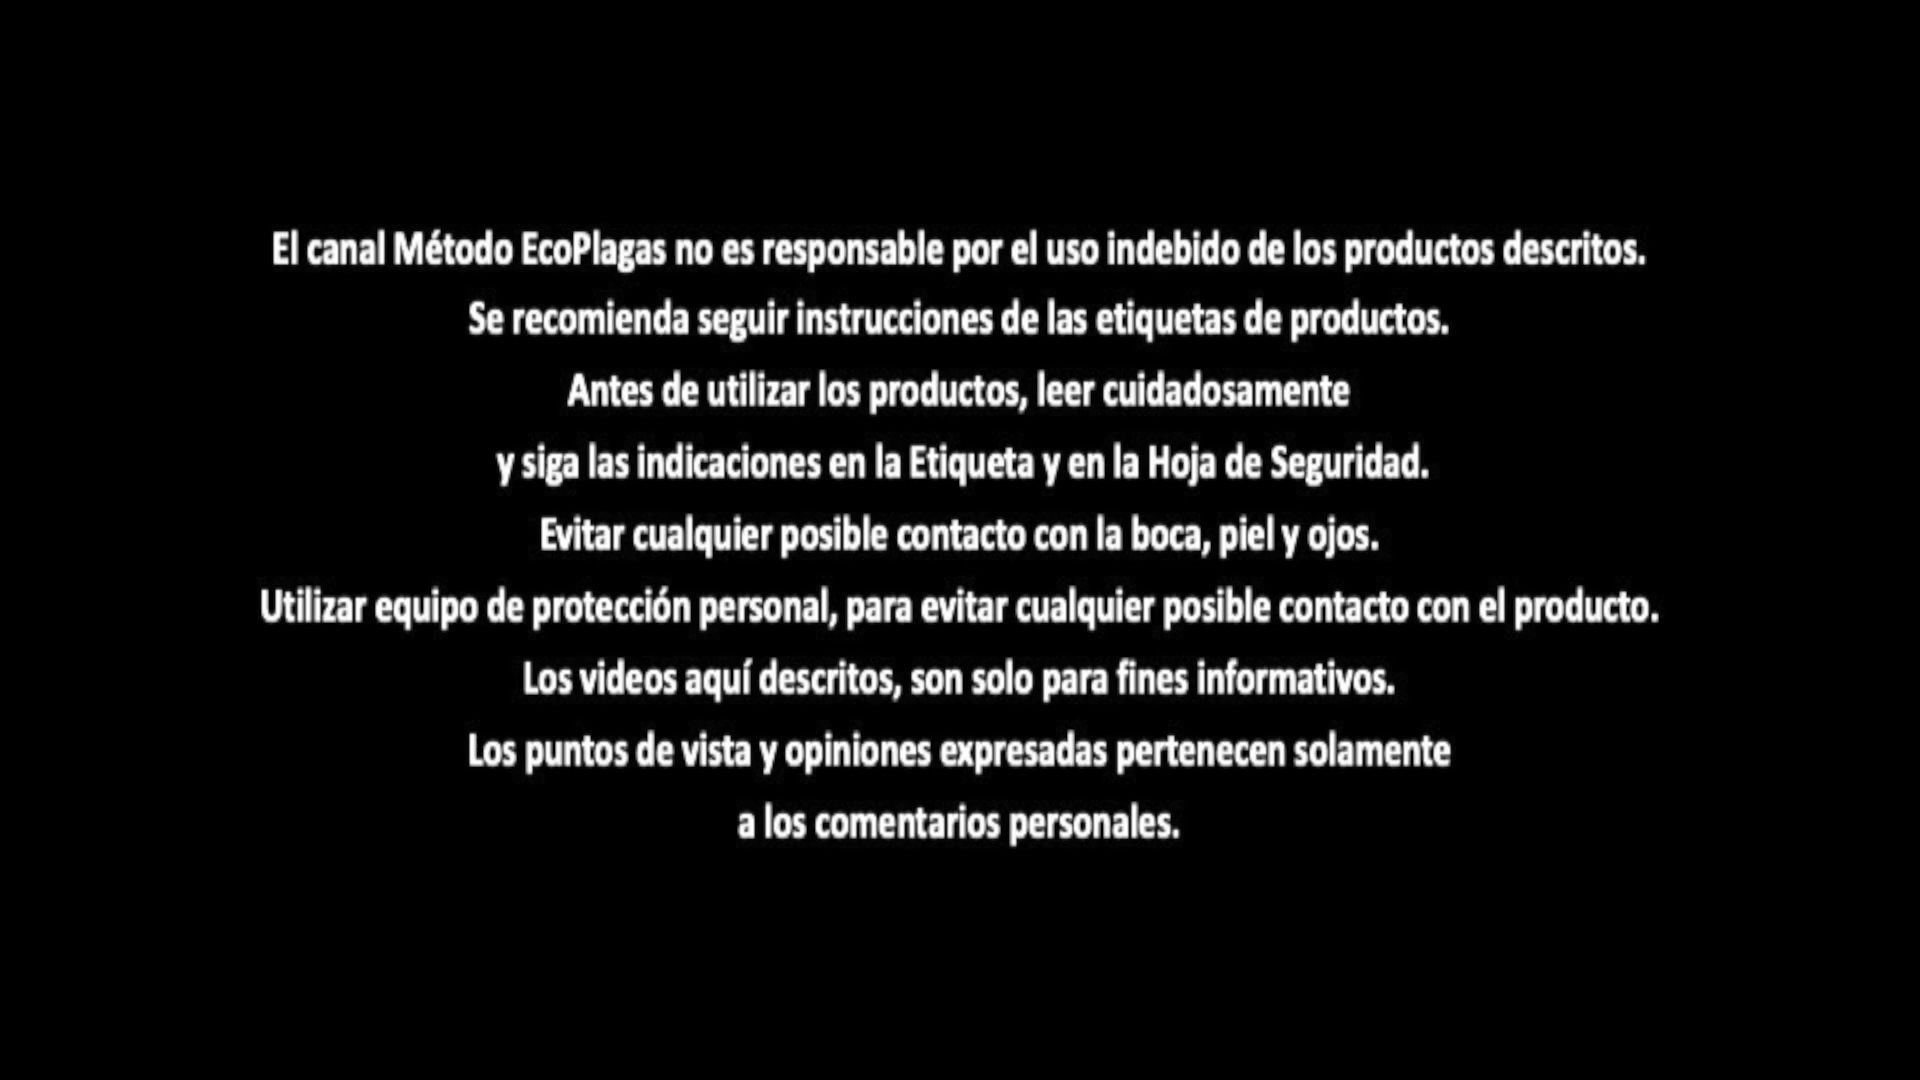 El canal Método EcoPlagas no es responsable por el uso indebido de los productos descritos.
Se recomienda seguir instrucciones de las etiquetas de productos.
Antes de utilizar los productos, leer cuidadosamente
y siga las indicaciones en la Etiqueta y en la Hoja de Seguridad.
Evitar cualquier posible contacto con la boca, piel y ojos.
Utilizar equipo de protección personal, para evitar cualquier posible contacto con el producto.
Los videos aquí descritos, son solo para fines informativos.
Los puntos de vista y opiniones expresadas pertenecen solamente
a los comentarios personales.